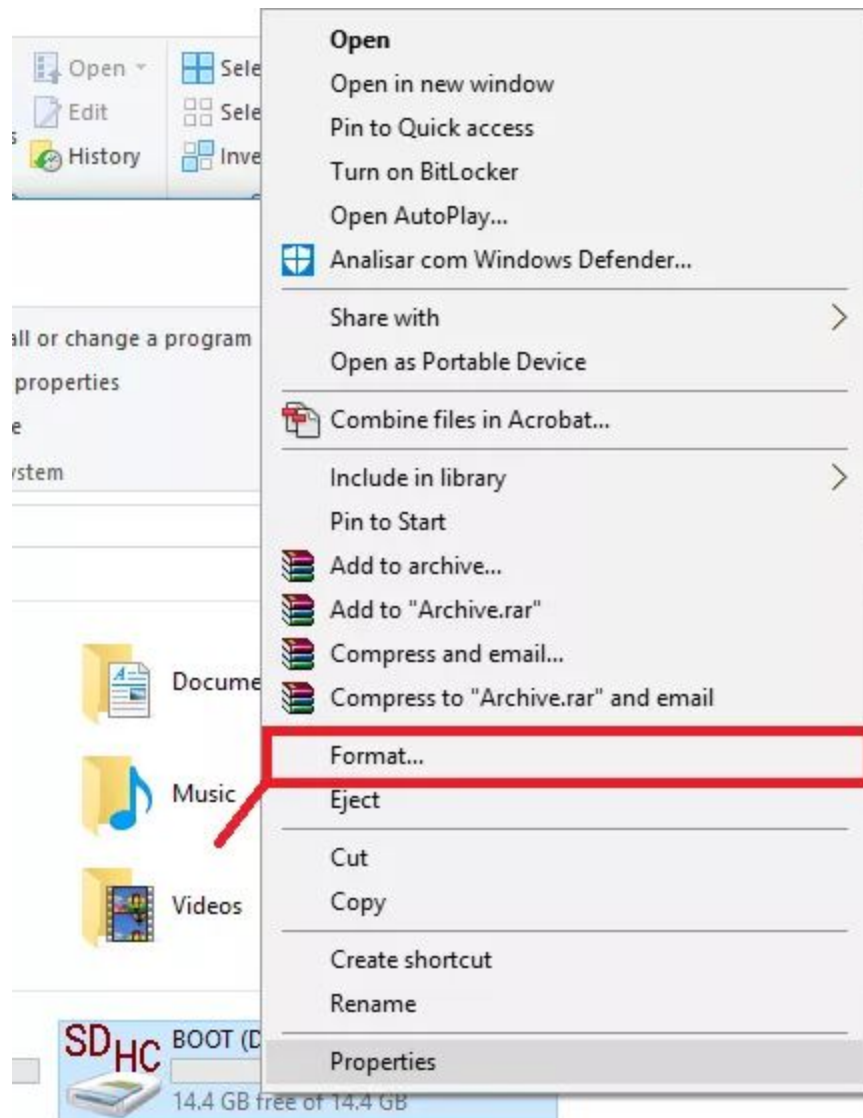 Open
Edit
History
Sele
Sele
Inve
all or change a program
properties
e
stem
Docume
Music
Videos
SDHC
BOOT (D
14.4 GB free of 14.4 GB
Open
Open in new window
Pin to Quick access
Turn on BitLocker
Open AutoPlay...
Analisar com Windows Defender...
Share with
Open as Portable Device
Combine files in Acrobat...
Include in library
Pin to Start
Add to archive...
Add to "Archive.rar"
Compress and email...
Compress to "Archive.rar" and email
Format...
Eject
Cut
Copy
Create shortcut
Rename
Properties